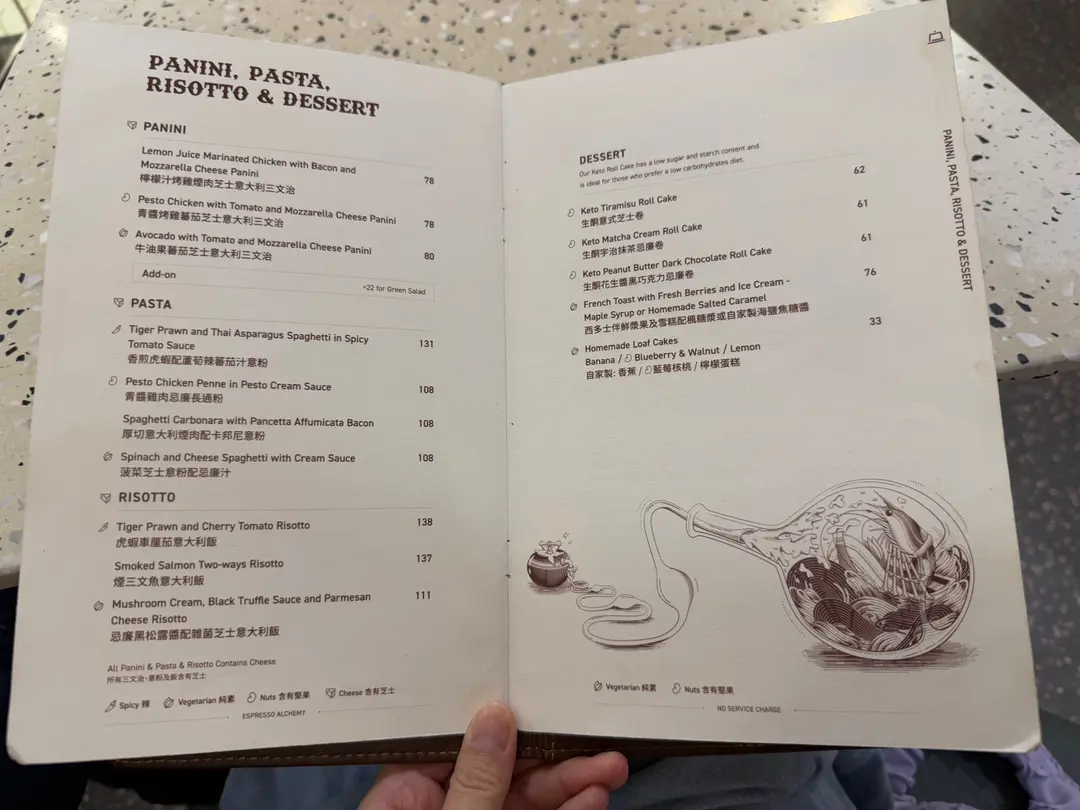 PANINI, PASTA,
RISOTTO & DESSERT
PANINI
Lemon Juice Marinated Chicken with Bacon and
Mozzarella Cheese Panini 78
檸檬汁烤雞煙肉芝士意大利三文治
Pesto Chicken with Tomato and Mozzarella Cheese Panini 78
青醬烤雞蕃茄芝士意大利三文治
Avocado with Tomato and Mozzarella Cheese Panini 80
牛油果蕃茄芝士意大利三文治
Add-on
+22 for Green Salad
PASTA
Tiger Prawn and Thai Asparagus Spaghetti in Spicy
Tomato Sauce 131
香煎虎蝦配蘆筍辣蕃茄汁意粉
Pesto Chicken Penne in Pesto Cream Sauce 108
青醬雞肉忌廉長通粉
Spaghetti Carbonara with Pancetta Affumicata Bacon 108
厚切意大利煙肉配卡邦尼意粉
Spinach and Cheese Spaghetti with Cream Sauce 108
菠菜芝士意粉配忌廉汁
RISOTTO
Tiger Prawn and Cherry Tomato Risotto 138
虎蝦車厘茄意大利飯
Smoked Salmon Two-ways Risotto 137
煙三文魚意大利飯
Mushroom Cream, Black Truffle Sauce and Parmesan 111
Cheese Risotto
忌廉黑松露醬配雜菌芝士意大利飯
All Panini & Pasta & Risotto Contains Cheese
所有三文治、意粉及飯含有芝士
Spicy 辣 Vegetarian 純素 Nuts 含有堅果 Cheese 含有芝士
ESPRESSO ALCHEMY
DESSERT
Our Keto Roll Cake has a low sugar and starch content and
is ideal for those who prefer a low carbohydrates diet.
Keto Tiramisu Roll Cake 62
生酮意式芝士卷
Keto Matcha Cream Roll Cake 61
生酮宇治抹茶忌廉卷
Keto Peanut Butter Dark Chocolate Roll Cake 61
生酮花生醬黑巧克力忌廉卷
French Toast with Fresh Berries and Ice Cream - 76
Maple Syrup or Homemade Salted Caramel
西多士伴鮮漿果及雪糕配楓糖漿或自家製海鹽焦糖醬
Homemade Loaf Cakes 33
Banana / Blueberry & Walnut / Lemon
自家製: 香蕉 / 藍莓核桃 / 檸檬蛋糕
Vegetarian 純素 Nuts 含有堅果
NO SERVICE CHARGE
PANINI, PASTA, RISOTTO & DESSERT